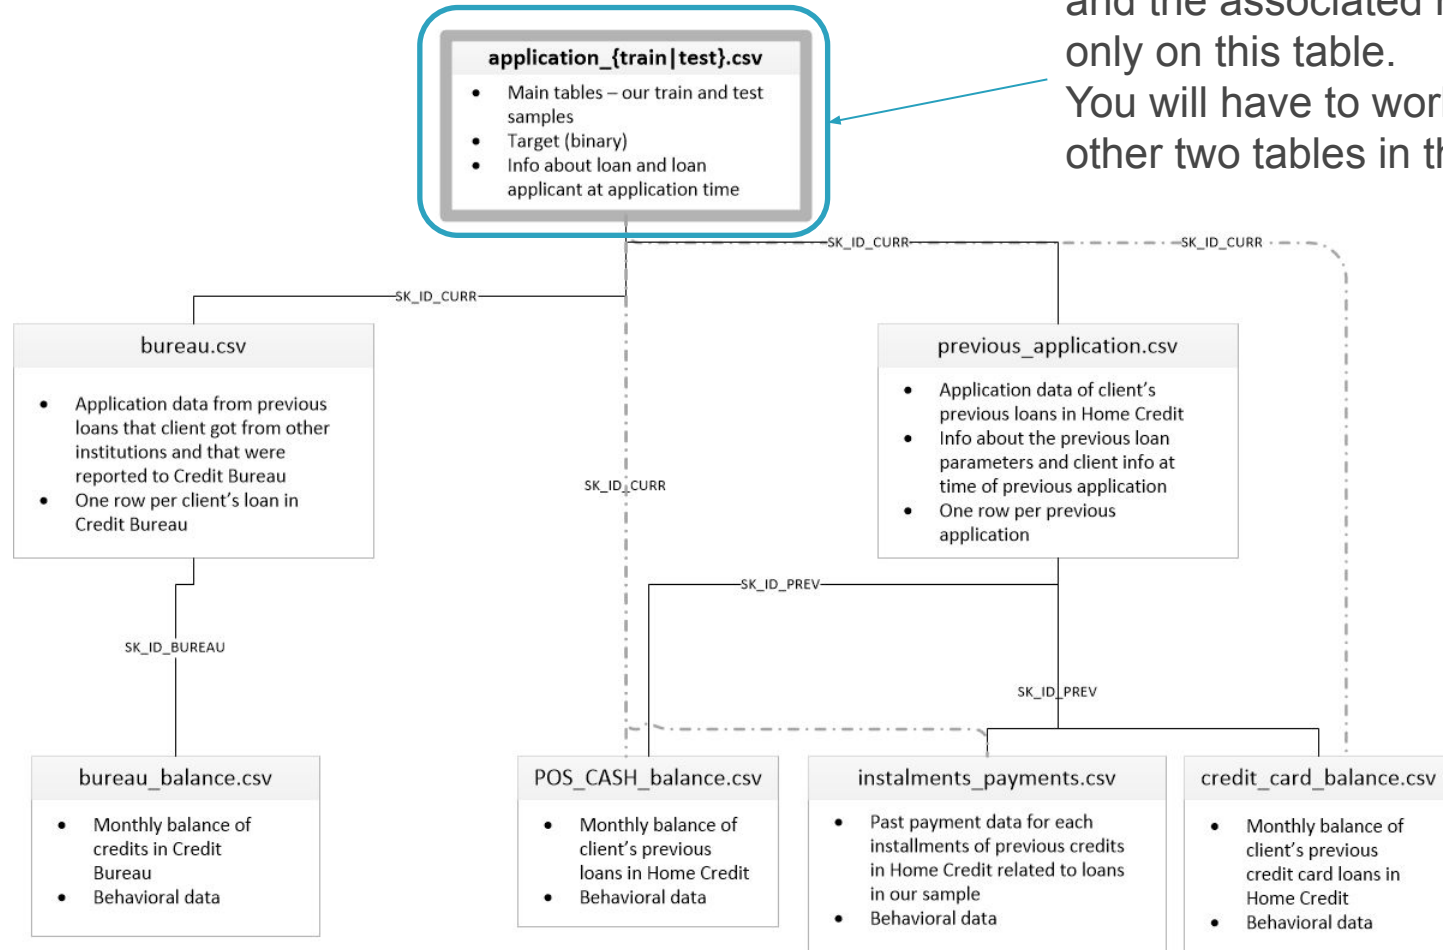 and the associated
only on this table.
You will have to
other two tables in
application_{train|test}.csv
• Main tables – our train and test
samples
• Target (binary)
• Info about loan and loan
applicant at application time
SK_ID_CURR
SK_ID_CURR
SK_ID_CURR
bureau.csv
• Application data from previous
loans that client got from other
institutions and that were
reported to Credit Bureau
• One row per client's loan in
Credit Bureau
previous_application.csv
• Application data of client's
previous loans in Home Credit
• Info about the previous loan
parameters and client info at
time of previous application
• One row per previous
application
SK_ID_CURR
SK_ID_PREV
SK_ID_BUREAU
SK_ID_PREV
bureau_balance.csv
• Monthly balance of
credits in Credit
Bureau
• Behavioral data
POS_CASH_balance.csv
• Monthly balance of
client's previous
loans in Home Credit
• Behavioral data
instalments_payments.csv
• Past payment data for each
installments of previous credits
in Home Credit related to loans
in our sample
• Behavioral data
credit_card_balance.csv
• Monthly balance of
client's previous
credit card loans in
Home Credit
• Behavioral data